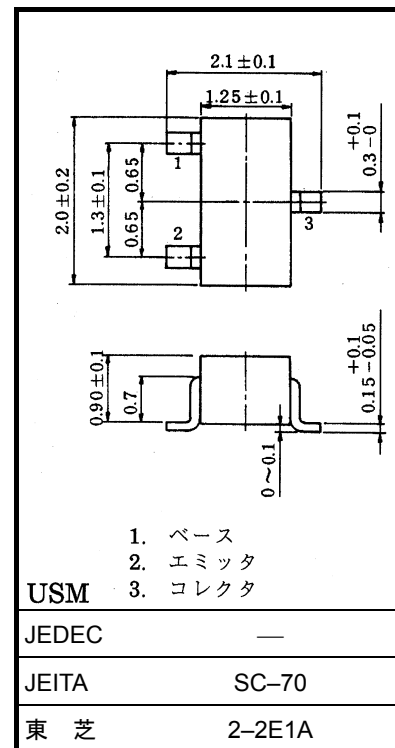 2.1±0.1
1.25±0.1
+0.1
0.3-0
2.0±0.2
1.3±0.1
0.65
0.65
1
2
3
0.90±0.1
0.7
0～0.1
+0.1
0.15-0.05
1. ベース
2. エミッタ
USM 3. コレクタ
JEDEC —
JEITA SC–70
東 芝 2–2E1A